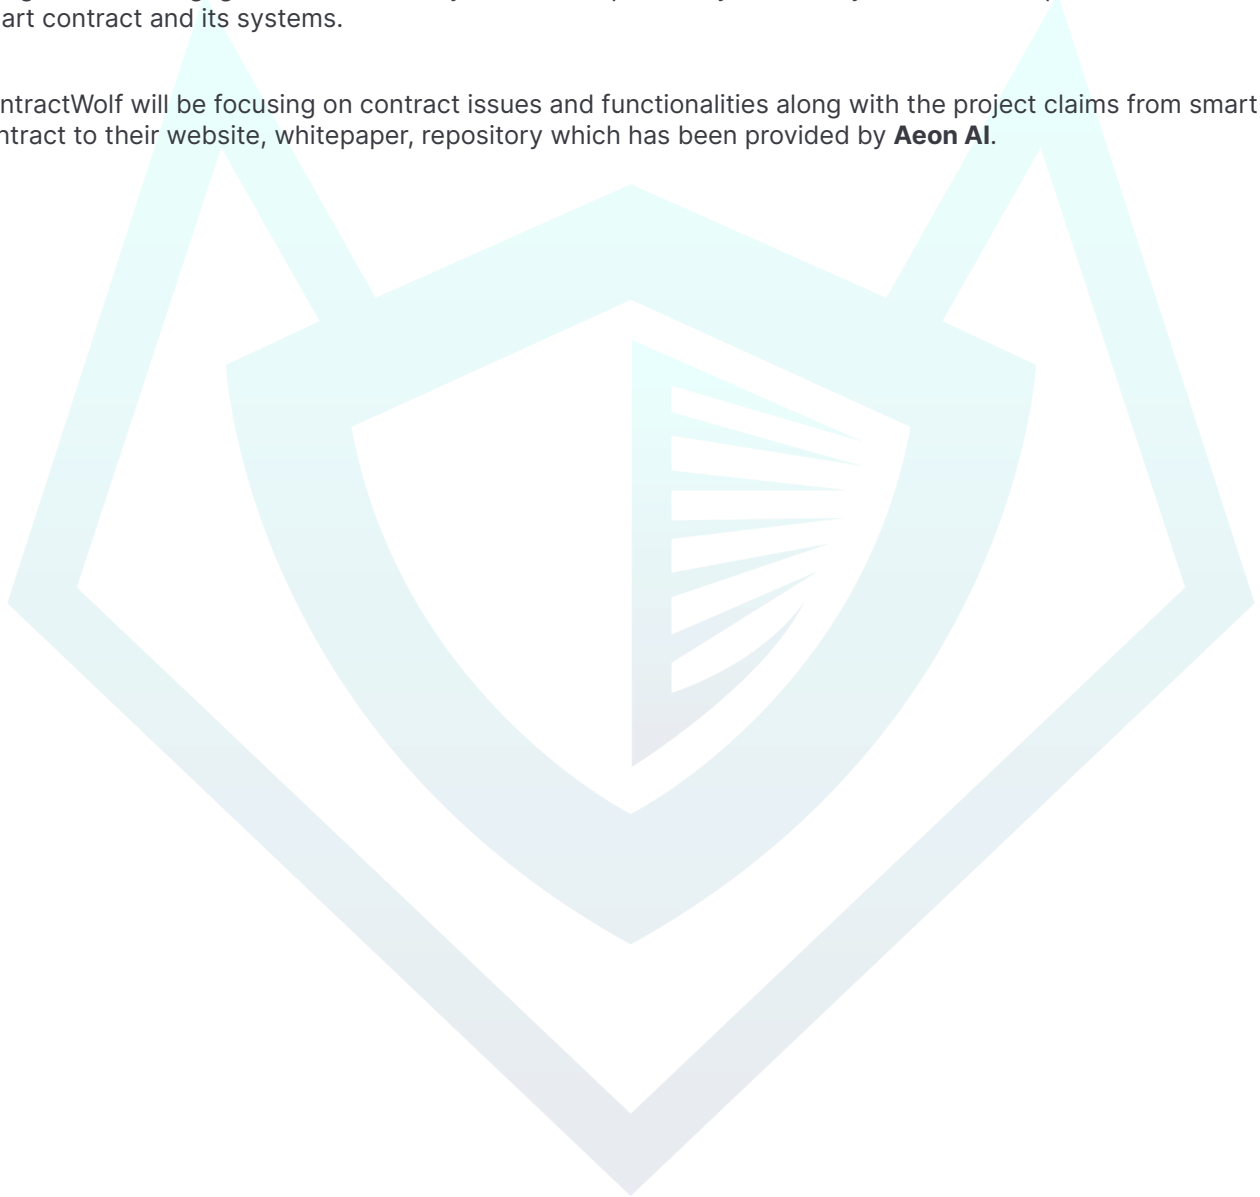 art contract and its systems.
ntractWolf will be focusing on contract issues and functionalities along with the project claims from smart
ntract to their website, whitepaper, repository which has been provided by Aeon AI.